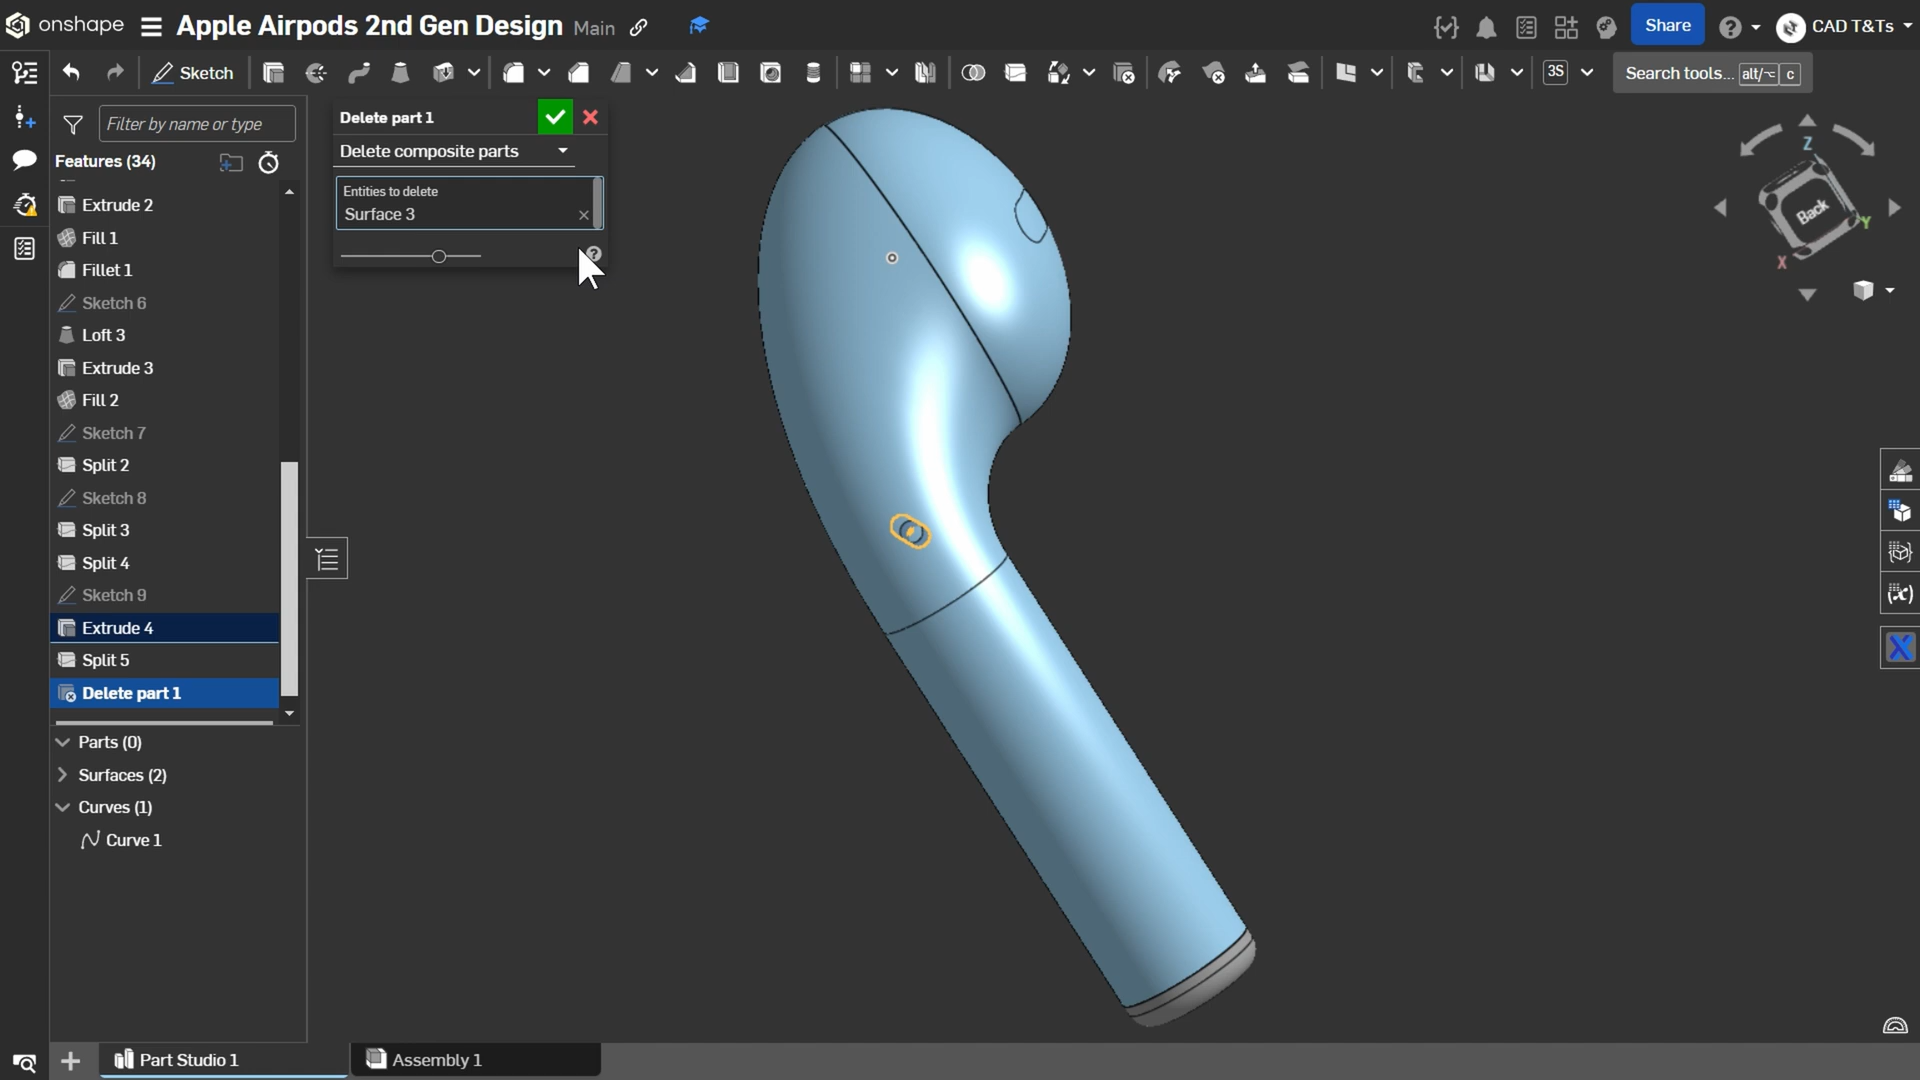 onshape
Apple Airpods 2nd Gen Design Main
Share
CAD T&Ts
Sketch
3S
Search tools... alt/⌥ c
Filter by name or type
Features (34)
Extrude 2
Fill 1
Fillet 1
Sketch 6
Loft 3
Extrude 3
Fill 2
Sketch 7
Split 2
Sketch 8
Split 3
Split 4
Sketch 9
Extrude 4
Split 5
Delete part 1
Parts (0)
Surfaces (2)
Curves (1)
Curve 1
Delete part 1
Delete composite parts
Entities to delete
Surface 3
Z
Back
Y
X
(x)
Part Studio 1
Assembly 1